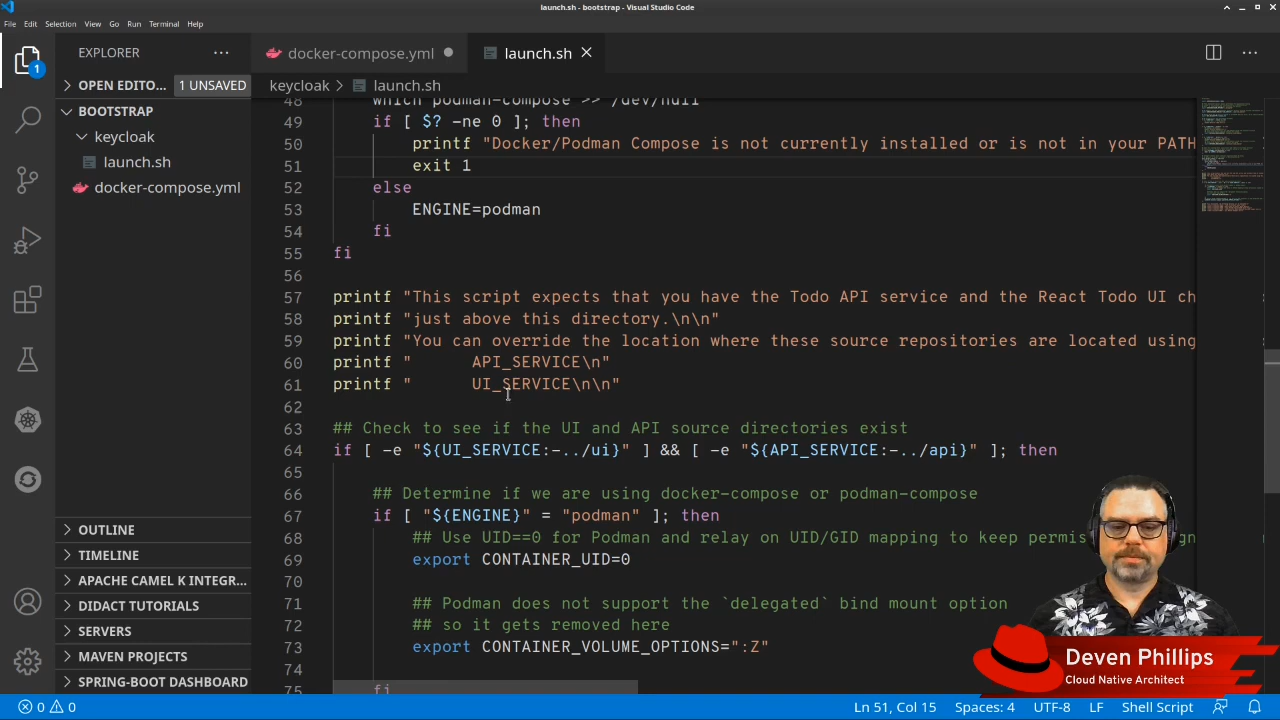 launch.sh - bootstrap - Visual Studio Code
File Edit Selection View Go Run Terminal Help
EXPLORER
docker-compose.yml
launch.sh
OPEN EDITO... 1 UNSAVED
keycloak > launch.sh
1
BOOTSTRAP
keycloak
launch.sh
docker-compose.yml
OUTLINE
TIMELINE
APACHE CAMEL K INTEGR...
DIDACT TUTORIALS
SERVERS
MAVEN PROJECTS
SPRING-BOOT DASHBOARD
48 which podman-compose >> /dev/null
49 if [ $? -ne 0 ]; then
50 printf "Docker/Podman Compose is not currently installed or is not in your PATH
51 exit 1
52 else
53 ENGINE=podman
54 fi
55 fi
56
57 printf "This script expects that you have the Todo API service and the React Todo UI ch
58 printf "just above this directory.\n\n"
59 printf "You can override the location where these source repositories are located using
60 printf "      API_SERVICE\n"
61 printf "      UI_SERVICE\n\n"
62
63 ## Check to see if the UI and API source directories exist
64 if [ -e "${UI_SERVICE:-../ui}" ] && [ -e "${API_SERVICE:-../api}" ]; then
65
66 ## Determine if we are using docker-compose or podman-compose
67 if [ "${ENGINE}" = "podman" ]; then
68 ## Use UID==0 for Podman and relay on UID/GID mapping to keep
69 export CONTAINER_UID=0
70
71 ## Podman does not support the `delegated` bind mount option
72 ## so it gets removed here
73 export CONTAINER_VOLUME_OPTIONS=":Z"
74
75 fi
Deven Phillips
Cloud Native Architect
0 0
Ln 51, Col 15 Spaces: 4 UTF-8 LF Shell Script